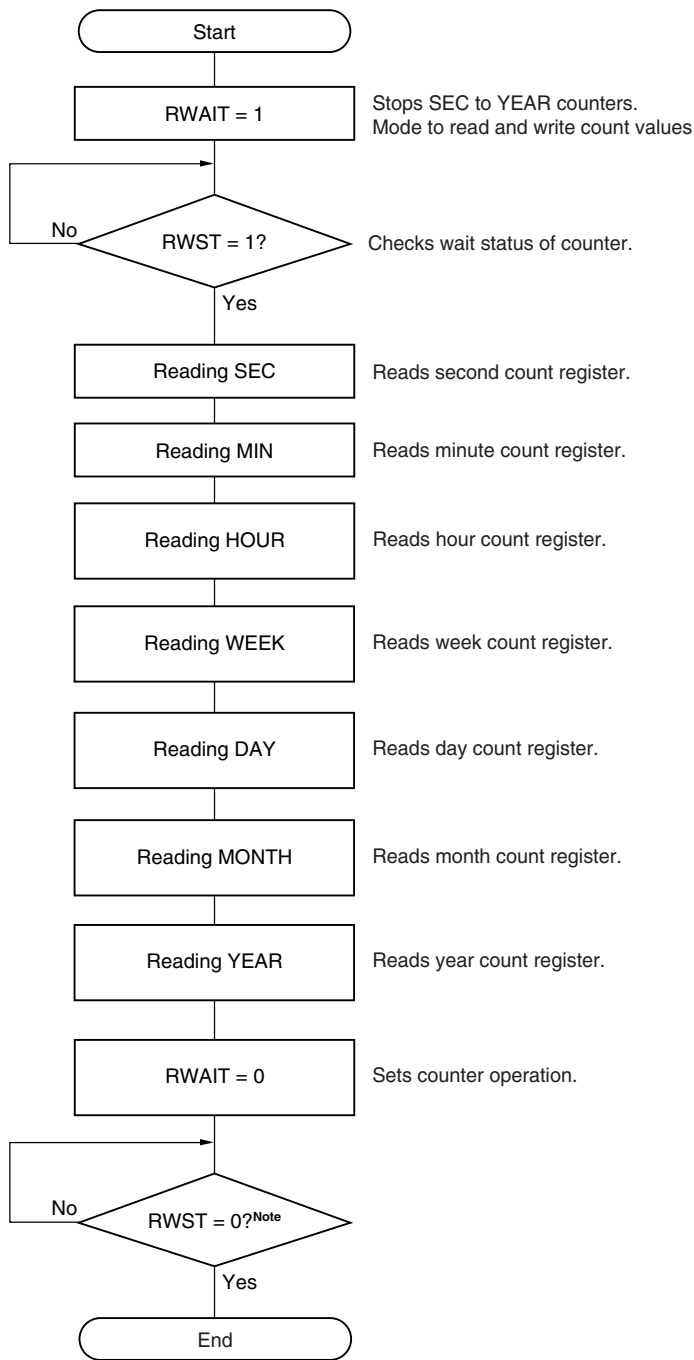 Start
RWAIT = 1
Stops SEC to YEAR counters.
Mode to read and write count values
No
RWST = 1?
Checks wait status of counter.
Yes
Reading SEC
Reads second count register.
Reading MIN
Reads minute count register.
Reading HOUR
Reads hour count register.
Reading WEEK
Reads week count register.
Reading DAY
Reads day count register.
Reading MONTH
Reads month count register.
Reading YEAR
Reads year count register.
RWAIT = 0
Sets counter operation.
No
RWST = 0?Note
Yes
End